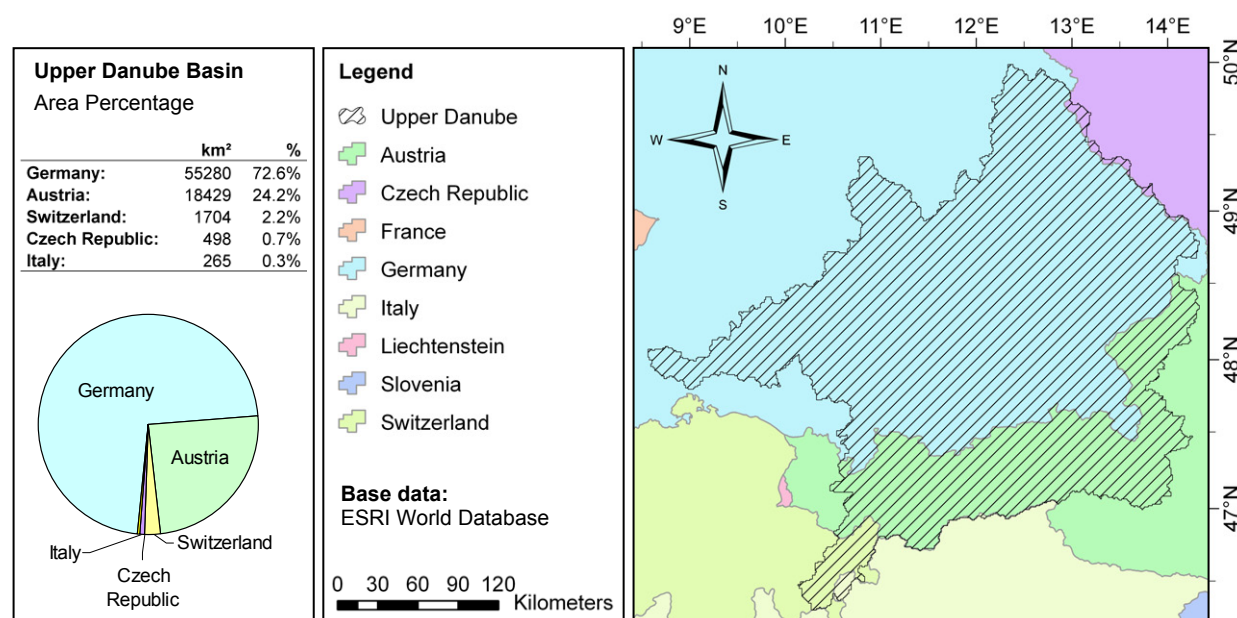 Upper Danube Basin
Area Percentage
km² %
Germany: 55280 72.6%
Austria: 18429 24.2%
Switzerland: 1704 2.2%
Czech Republic: 498 0.7%
Italy: 265 0.3%
Germany
Austria
Italy
Switzerland
Czech
Republic
Legend
Upper Danube
Austria
Czech Republic
France
Germany
Italy
Liechtenstein
Slovenia
Switzerland
Base data:
ESRI World Database
0 30 60 90 120
Kilometers
9°E 10°E 11°E 12°E 13°E 14°E
N
W E
S
50°N
49°N
48°N
47°N